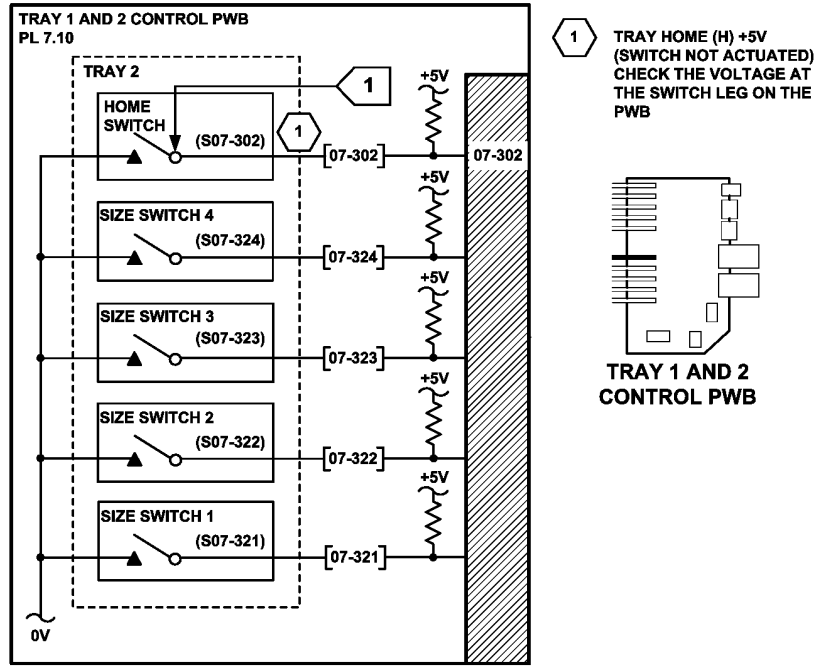 TRAY 1 AND 2 CONTROL PWB
PL 7.10
TRAY 2
1
+5V
HOME
SWITCH
(S07-302)
1
07-302
07-302
+5V
SIZE SWITCH 4
(S07-324)
07-324
+5V
SIZE SWITCH 3
(S07-323)
07-323
+5V
SIZE SWITCH 2
(S07-322)
07-322
+5V
SIZE SWITCH 1
(S07-321)
07-321
0V
1
TRAY HOME (H) +5V
(SWITCH NOT ACTUATED)
CHECK THE VOLTAGE AT
THE SWITCH LEG ON THE
PWB
TRAY 1 AND 2
CONTROL PWB